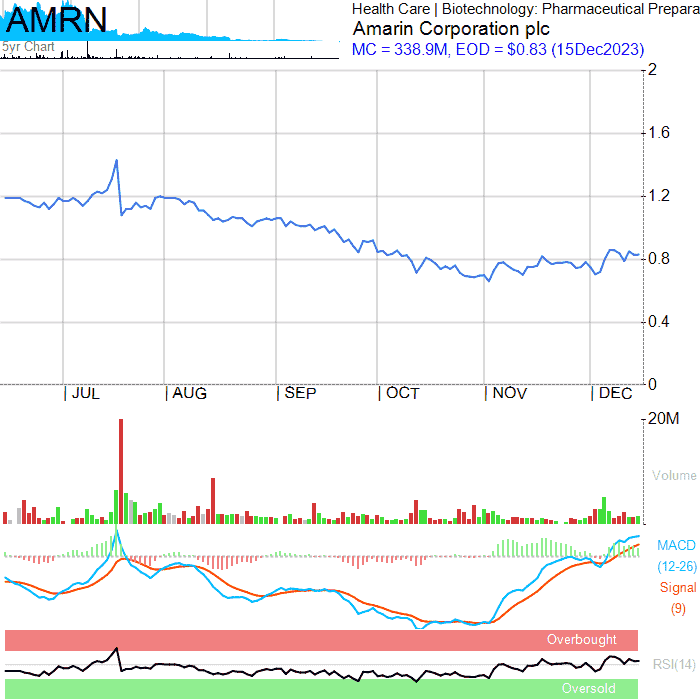 AMRN
5yr Chart
Health Care | Biotechnology: Pharmaceutical Prepara
Amarin Corporation plc
MC = 338.9M, EOD = $0.83 (15Dec2023)
2
1.6
1.2
0.8
0.4
0
JUL AUG SEP OCT NOV DEC
20M
Volume
MACD
(12-26)
Signal
(9)
Overbought
RSI(14)
Oversold